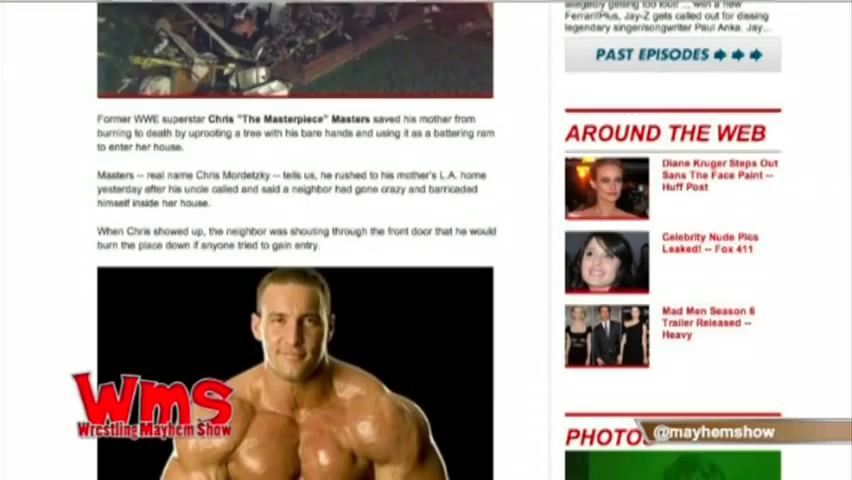 allegedly getting too loud ... with a new
Ferrari!Plus, Jay-Z gets called out for dissing
legendary singer/songwriter Paul Anka. Jay...
PAST EPISODES
Former WWE superstar Chris "The Masterpiece" Masters saved his mother from
burning to death by uprooting a tree with his bare hands and using it as a battering ram
to enter her house.
Masters -- real name Chris Mordetzky -- tells us, he rushed to his mother's L.A. home
yesterday after his uncle called and said a neighbor had gone crazy and barricaded
himself inside her house.
When Chris showed up, the neighbor was shouting through the front door that he would
burn the place down if anyone tried to gain entry.
AROUND THE WEB
Diane Kruger Steps Out
Sans The Face Paint --
Huff Post
Celebrity Nude Pics
Leaked! -- Fox 411
Mad Men Season 6
Trailer Released --
Heavy
PHOTOS
Wms
Wrestling Mayhem Show
@mayhemshow